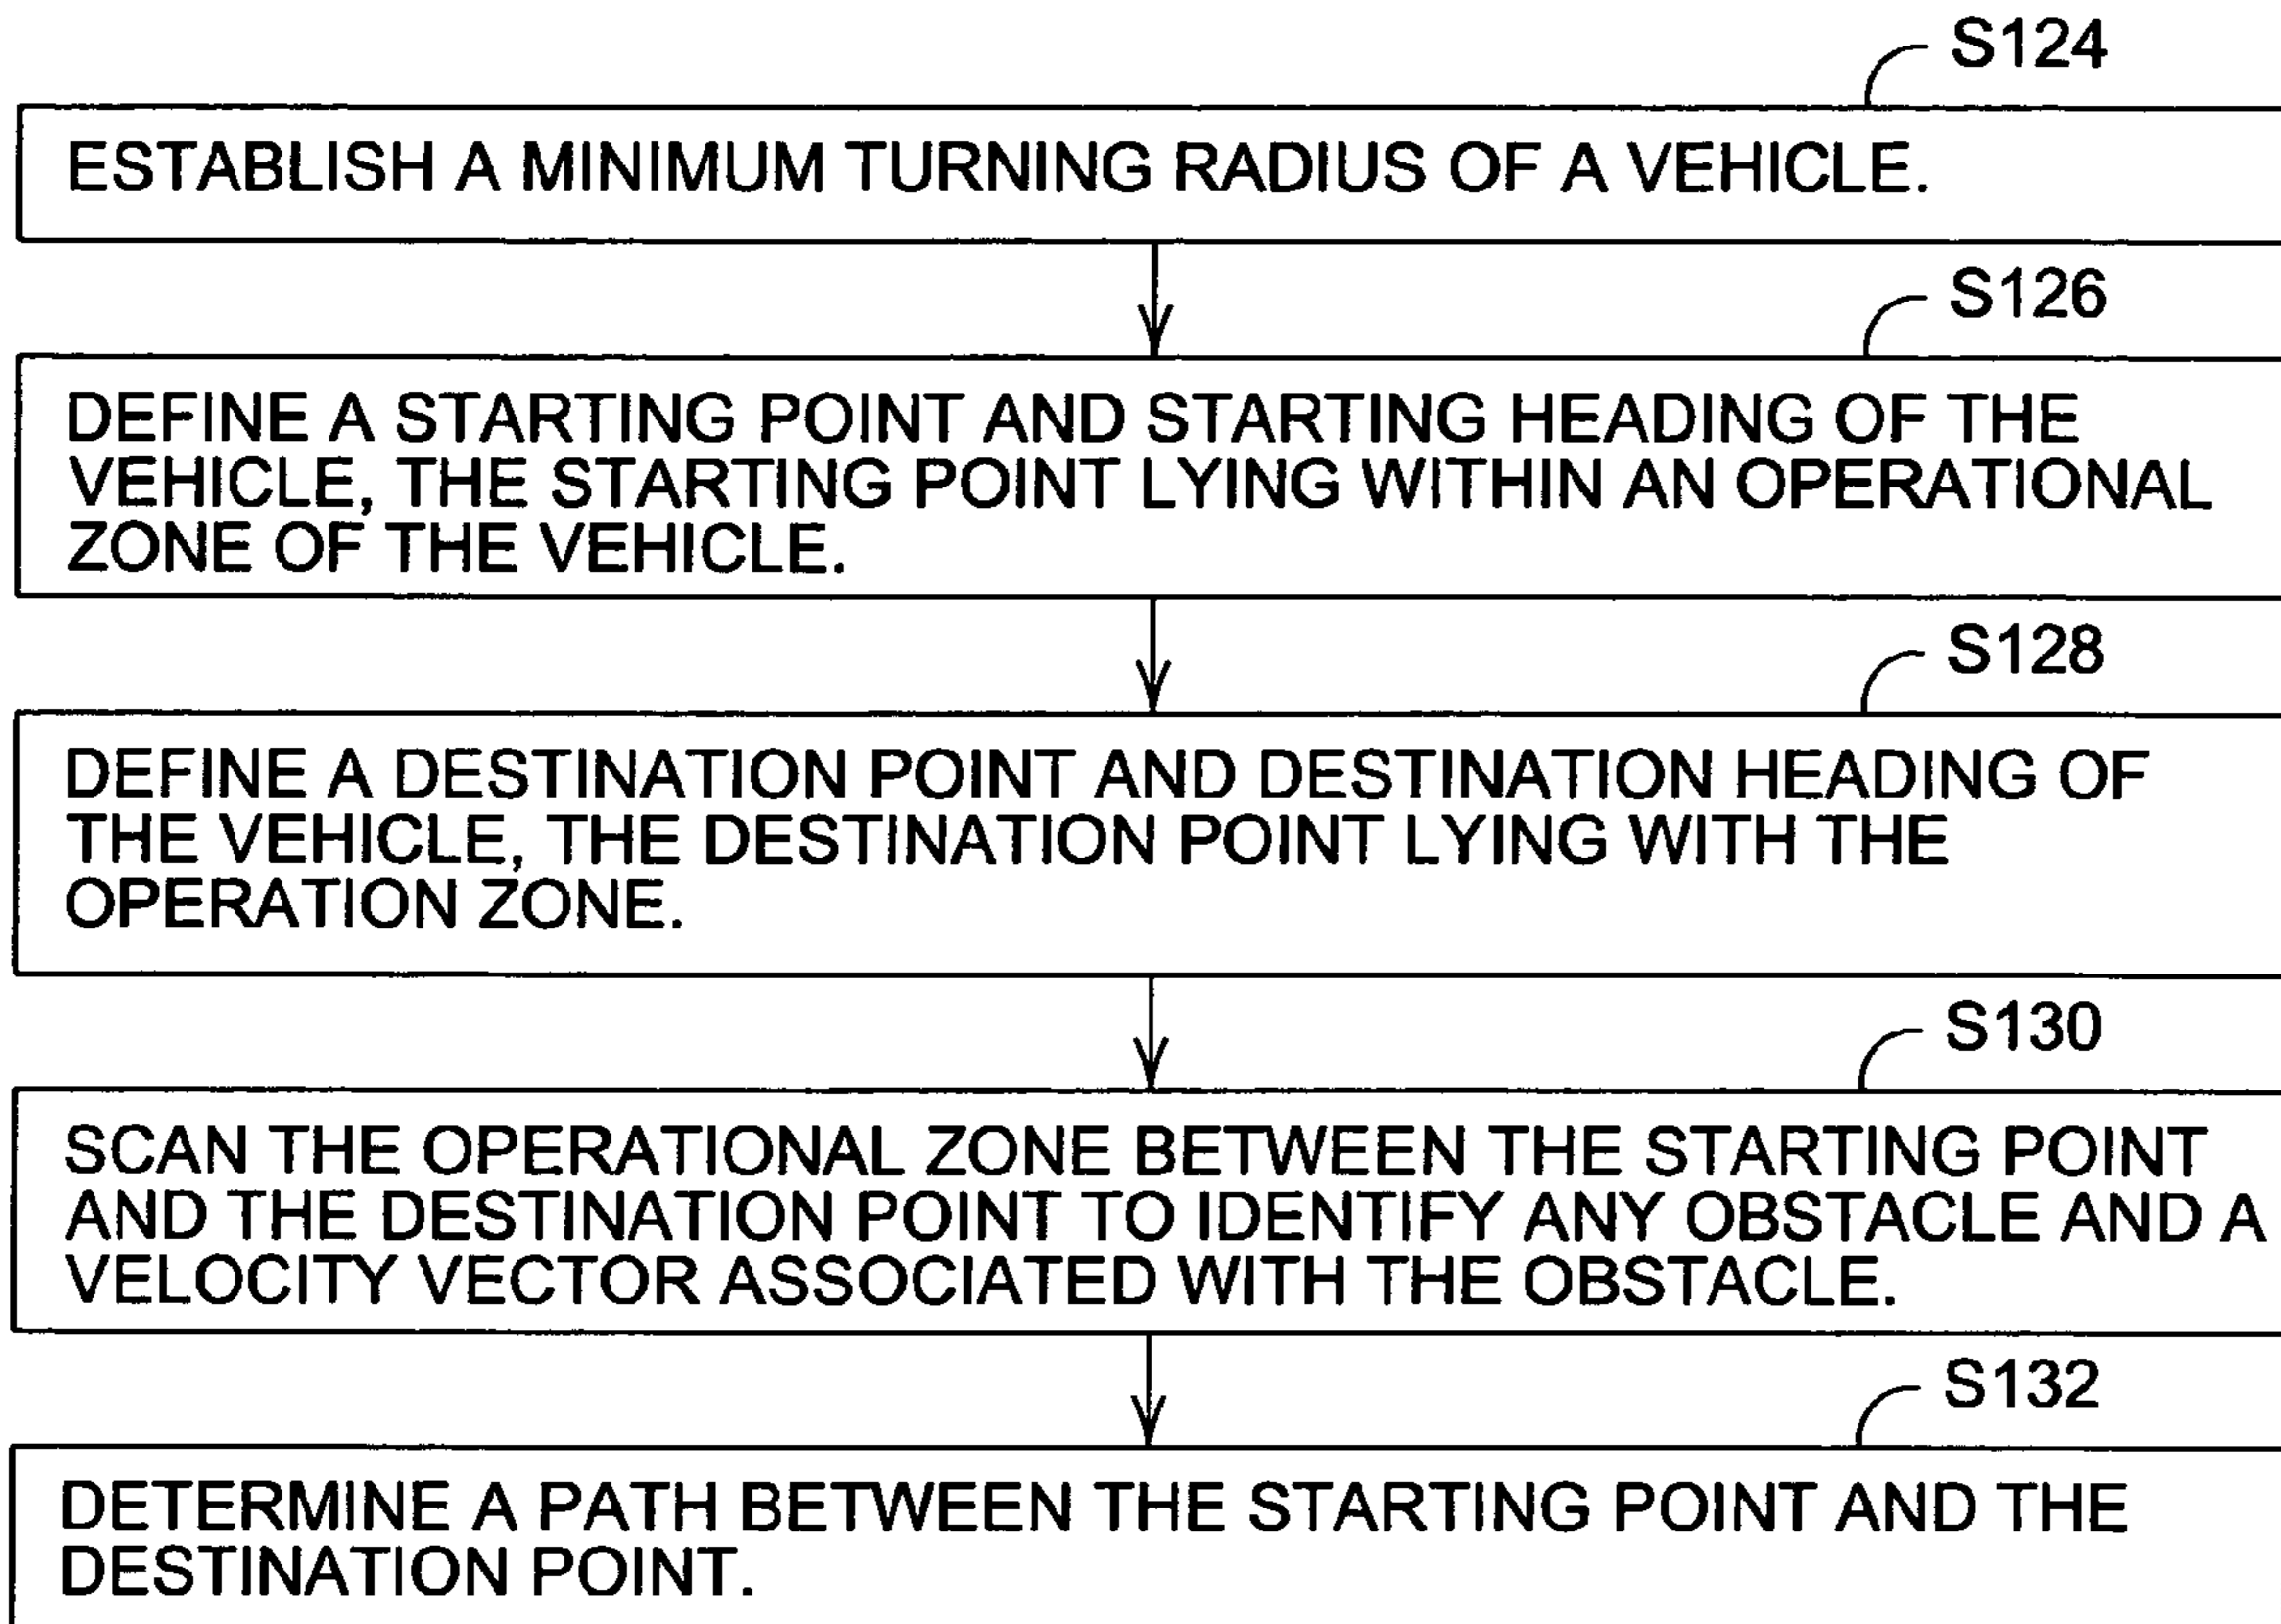 S124
ESTABLISH A MINIMUM TURNING RADIUS OF A VEHICLE.
S126
DEFINE A STARTING POINT AND STARTING HEADING OF THE
VEHICLE, THE STARTING POINT LYING WITHIN AN OPERATIONAL
ZONE OF THE VEHICLE.
S128
DEFINE A DESTINATION POINT AND DESTINATION HEADING OF
THE VEHICLE, THE DESTINATION POINT LYING WITH THE
OPERATION ZONE.
S130
SCAN THE OPERATIONAL ZONE BETWEEN THE STARTING POINT
AND THE DESTINATION POINT TO IDENTIFY ANY OBSTACLE AND A
VELOCITY VECTOR ASSOCIATED WITH THE OBSTACLE.
S132
DETERMINE A PATH BETWEEN THE STARTING POINT AND THE
DESTINATION POINT.